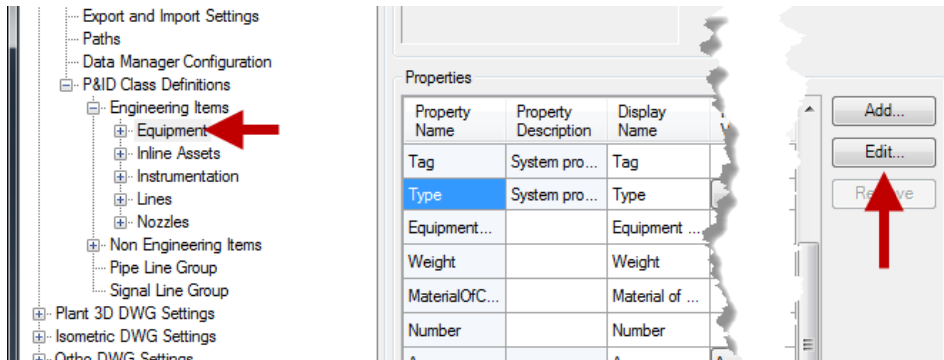 Export and Import Settings
Paths
Data Manager Configuration
P&ID Class Definitions
Engineering Items
Equipment
Inline Assets
Instrumentation
Lines
Nozzles
Non Engineering Items
Pipe Line Group
Signal Line Group
Plant 3D DWG Settings
Isometric DWG Settings
Ortho DWG Settings
Properties
Property Name
Property Description
Display Name
Tag
System pro...
Tag
Type
System pro...
Type
Equipment...
Equipment ...
Weight
Weight
MaterialOfC...
Material of ...
Number
Number
Add...
Edit...